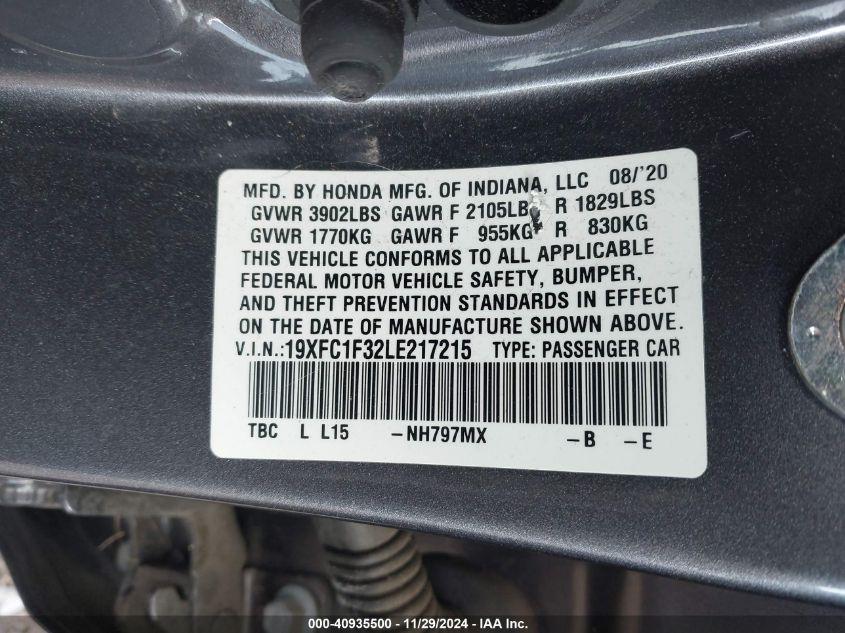 MFD. BY HONDA MFG. OF INDIANA, LLC 08/'20
GVWR 3902LBS GAWR F 2105LB R 1829LBS
GVWR 1770KG GAWR F 955KG R 830KG
THIS VEHICLE CONFORMS TO ALL APPLICABLE
FEDERAL MOTOR VEHICLE SAFETY, BUMPER,
AND THEFT PREVENTION STANDARDS IN EFFECT
ON THE DATE OF MANUFACTURE SHOWN ABOVE.
V.I.N.:19XFC1F32LE217215 TYPE: PASSENGER CAR
TBC L L15 -NH797MX -B -E
000-40935500 - 11/29/2024 - IAA Inc.